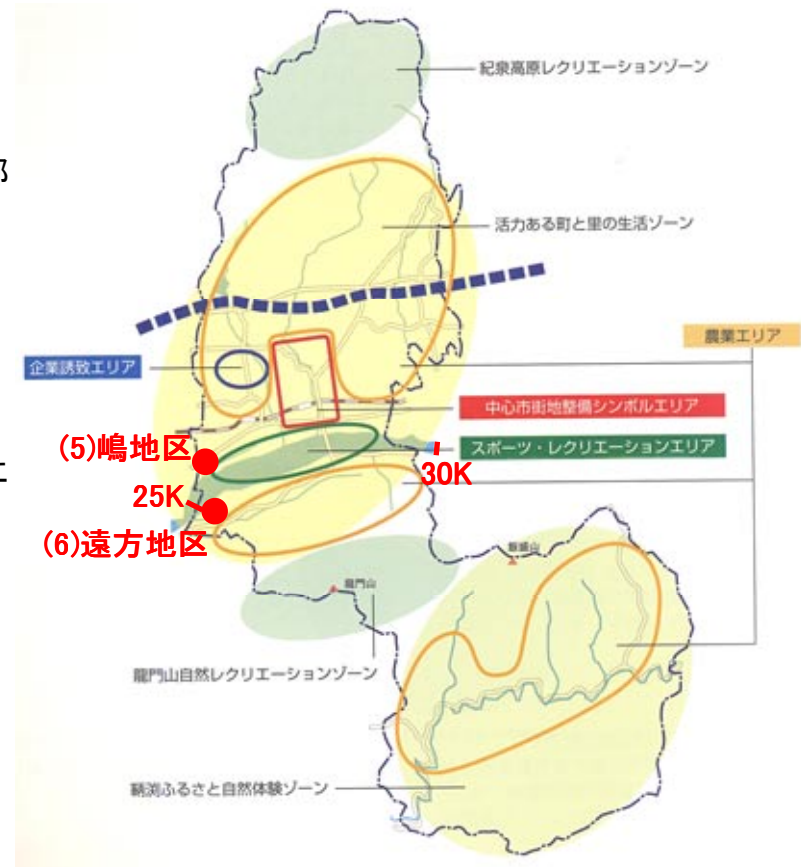 紀泉高原レクリエーションゾーン
活力ある町と里の生活ゾーン
農業エリア
企業誘致エリア
中心市街地整備シンボルエリア
スポーツ・レクリエーションエリア
(5)嶋地区
30K
25K
(6)遠方地区
飯盛山
龍門山
龍門山自然レクリエーションゾーン
鞆渕ふるさと自然体験ゾーン